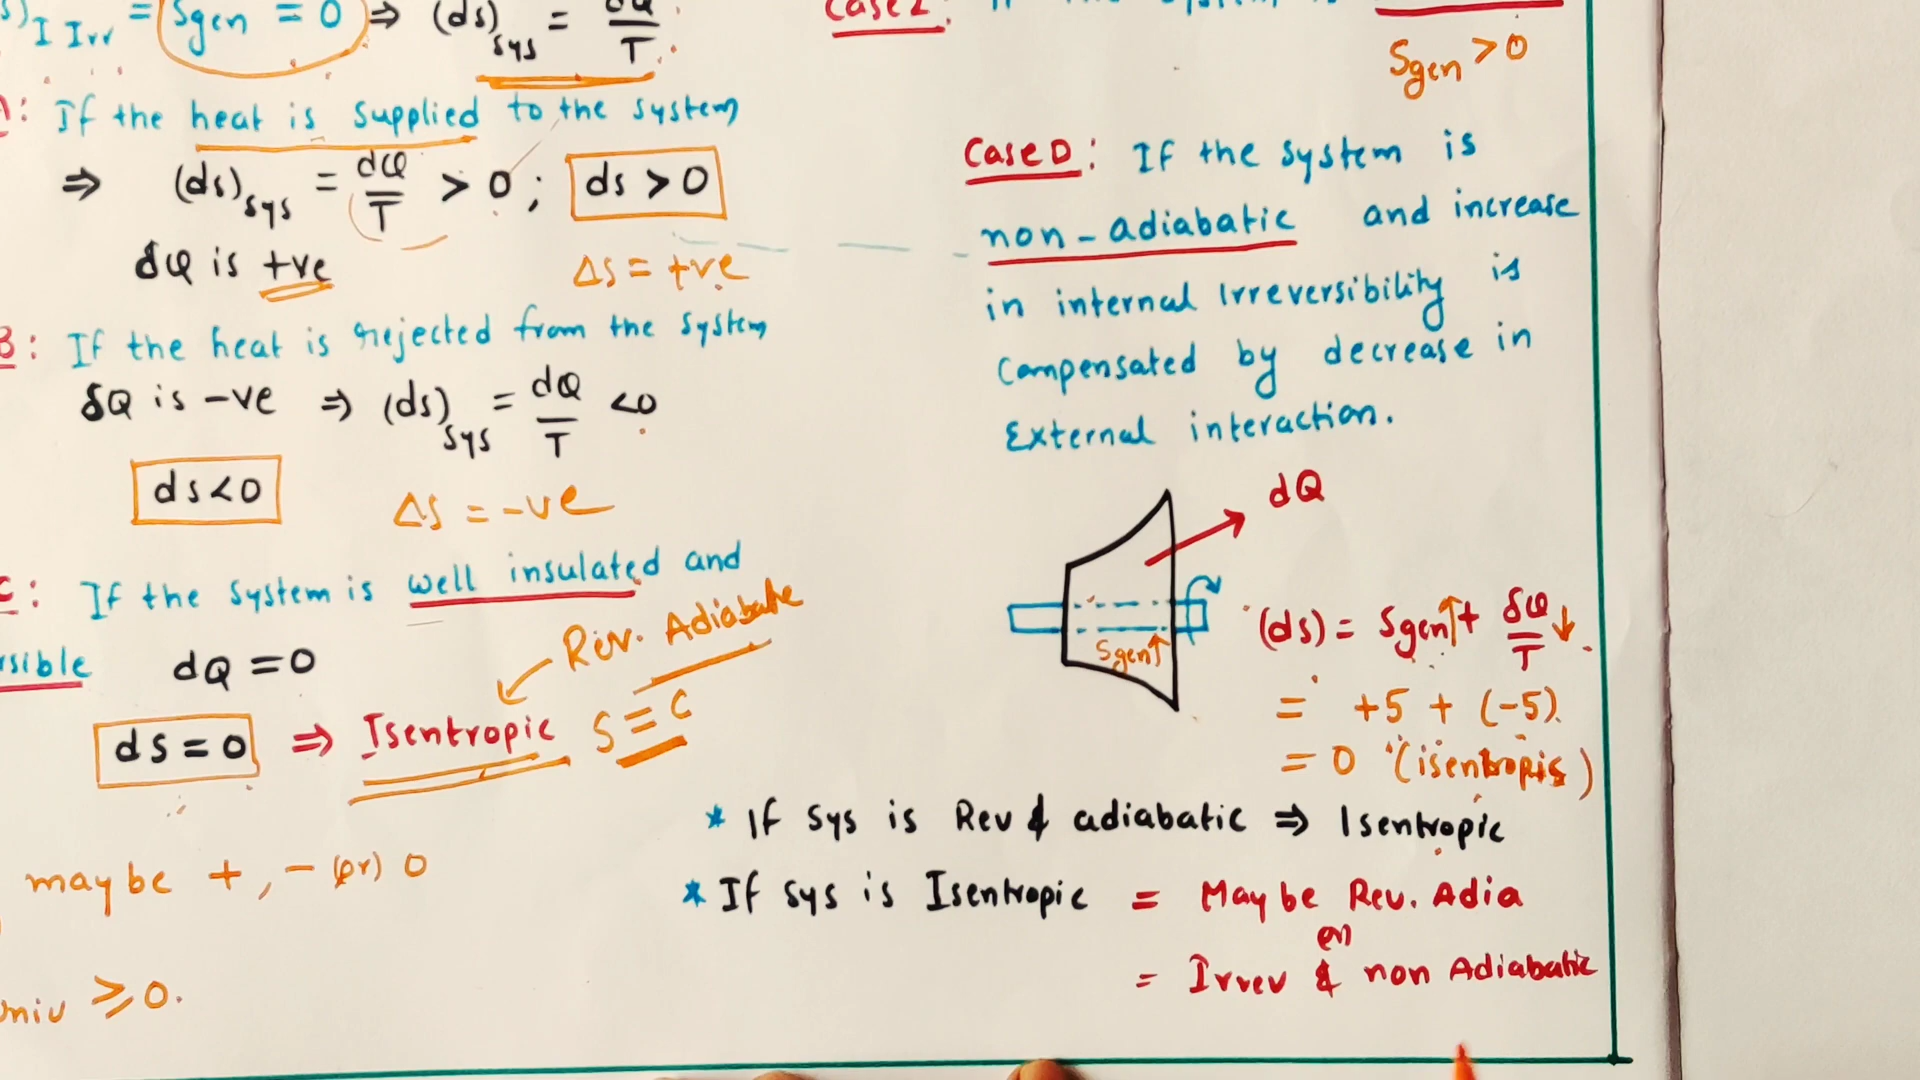 )I Irr = Sgen = 0 ⇒ (ds)sys = dQ/T
A: If the heat is supplied to the system
⇒ (ds)sys = dQ/T > 0 ; ds > 0
dQ is +ve Δs = +ve
B: If the heat is rejected from the system
δQ is -ve ⇒ (ds)sys = dQ/T <0
ds<0 Δs = -ve
C: If the system is well insulated and
rsible dQ = 0 Rev. Adiabatic
ds = 0 ⇒ Isentropic S = C
maybe +, - (or) 0
univ ⩾ 0.
Case 2:
Sgen > 0
Case D: If the system is
non-adiabatic and increase
in internal Irreversibility is
Compensated by decrease in
External interaction.
dQ
Sgen↑
(ds) = Sgen↑ + δQ/T ↓
= +5 + (-5)
= 0 (isentropic)
* If sys is Rev & adiabatic ⇒ Isentropic
* If sys is Isentropic = May be Rev. Adia
(or)
= Irrev & non Adiabatic